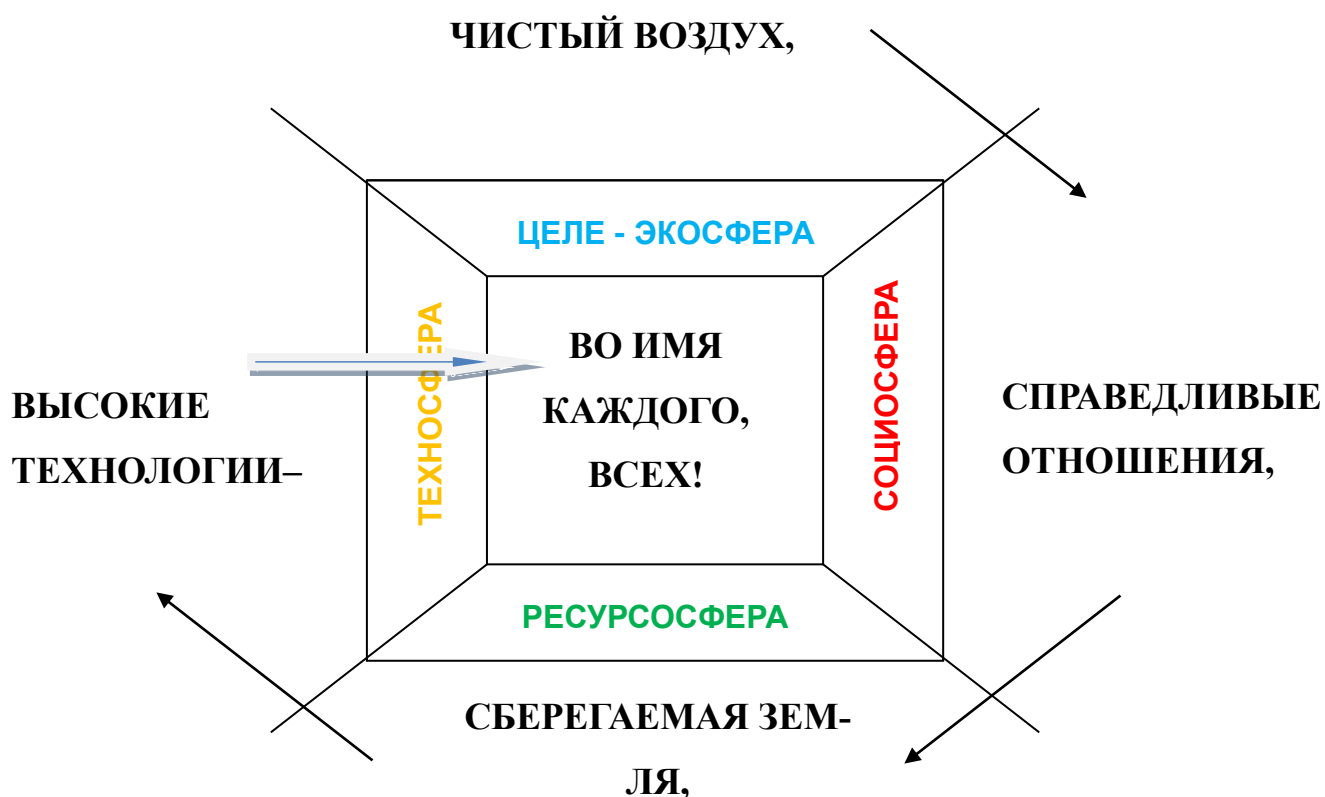 ЧИСТЫЙ ВОЗДУХ,
ЦЕЛЕ - ЭКОСФЕРА
ТЕХНОСФЕРА
ВО ИМЯ
КАЖДОГО,
ВСЕХ!
СОЦИОСФЕРА
СПРАВЕДЛИВЫЕ
ОТНОШЕНИЯ,
ВЫСОКИЕ
ТЕХНОЛОГИИ–
РЕСУРСОСФЕРА
СБЕРЕГАЕМАЯ ЗЕМ-
ЛЯ,